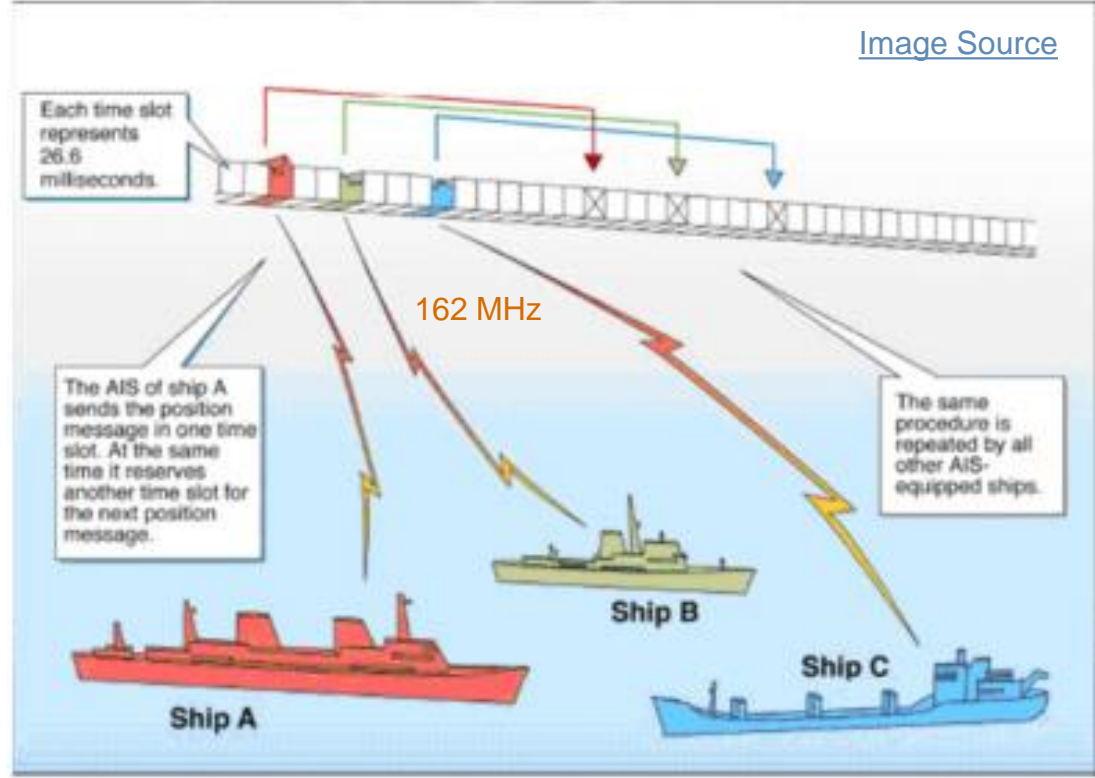 Image Source
Each time slot
represents
26.6
milliseconds.
162 MHz
The AIS of ship A
sends the position
message in one time
slot. At the same
time it reserves
another time slot for
the next position
message.
The same
procedure is
repeated by all
other AIS-
equipped ships.
Ship B
Ship C
Ship A